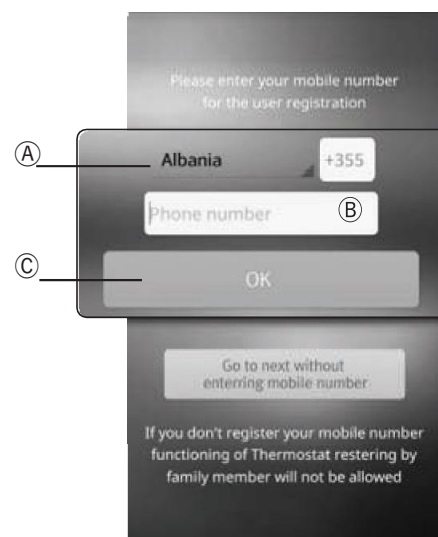 Please enter your mobile number
for the user registration
Ⓐ Albania +355
Phone number Ⓑ
Ⓒ OK
Go to next without
enterring mobile number
If you don't register your mobile number
functioning of Thermostat restering by
family member will not be allowed